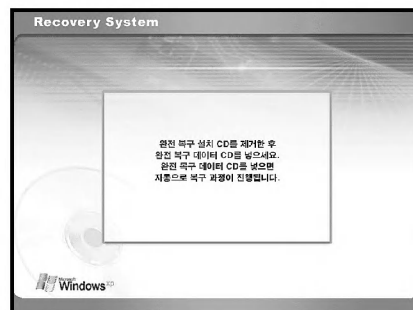 Recovery System
완전 복구 설치 CD를 제거한 후
완전 복구 데이터 CD를 넣으세요.
완전 복구 데이터 CD를 넣으면
자동으로 복구 과정이 진행됩니다.
Microsoft
Windows xp